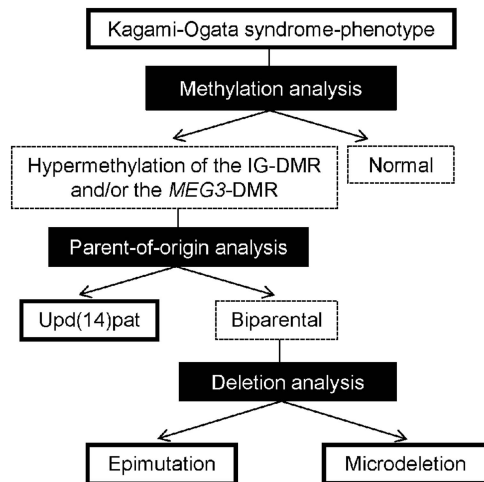 Kagami-Ogata syndrome-phenotype
Methylation analysis
Hypermethylation of the IG-DMR
and/or the MEG3-DMR
Normal
Parent-of-origin analysis
Upd(14)pat
Biparental
Deletion analysis
Epimutation
Microdeletion